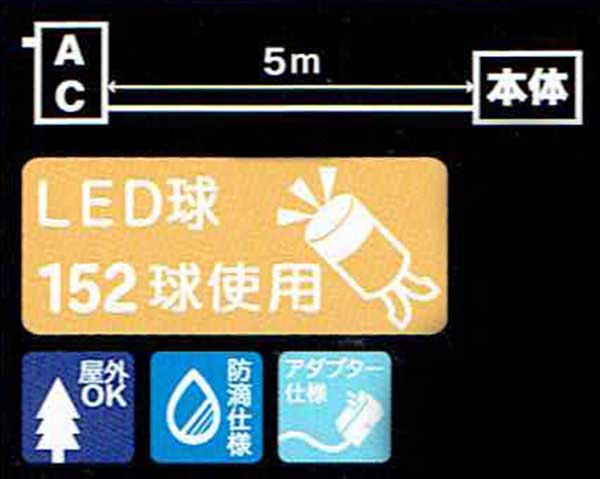 A
C
5m
本体
LED球
152球使用
屋外
OK
防滴仕様
アダプター
仕様